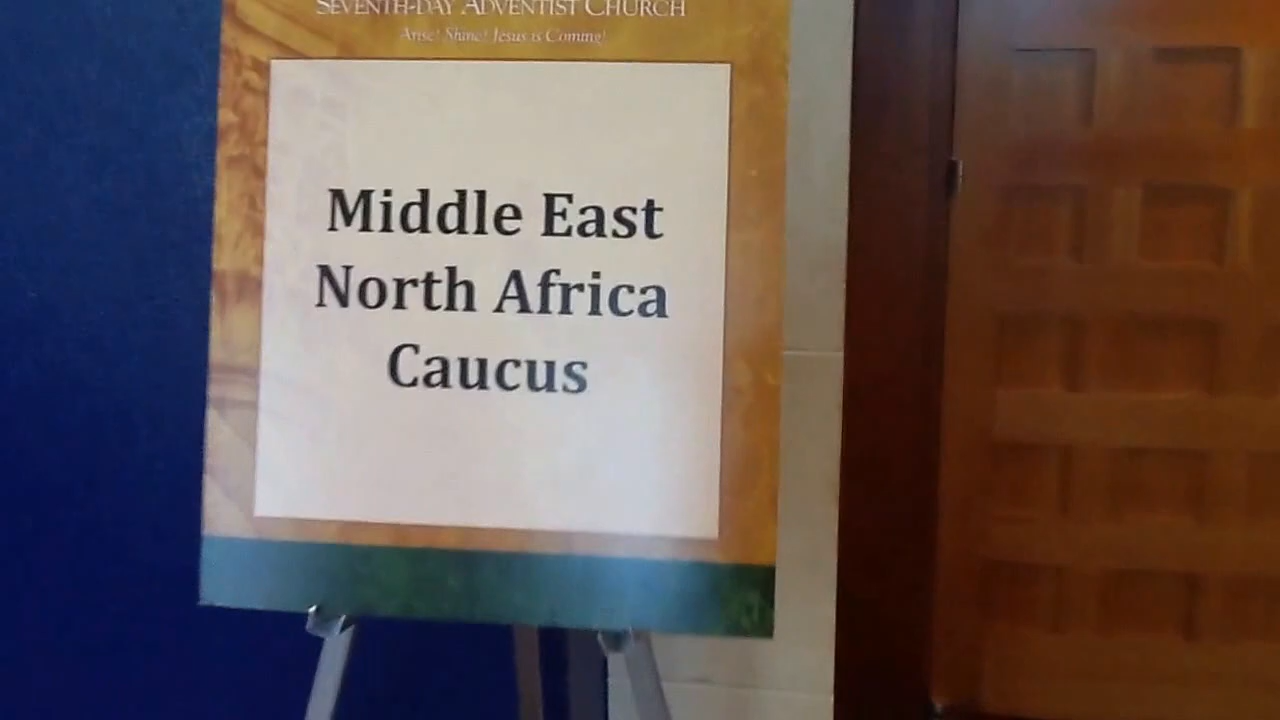 SEVENTH-DAY ADVENTIST CHURCH
Arise! Shine! Jesus is Coming!
Middle East
North Africa
Caucus